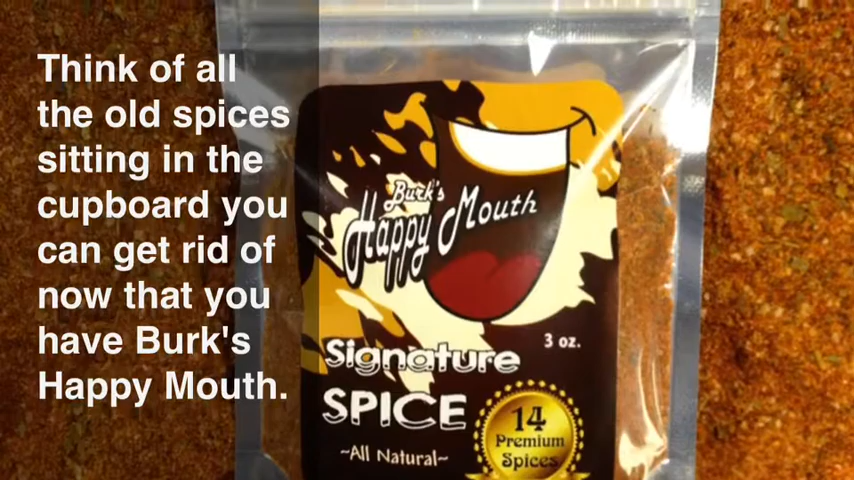 Think of all
the old spices
sitting in the
cupboard you
can get rid of
now that you
have Burk's
Happy Mouth.
Burk's
Happy Mouth
3 oz.
Signature
SPICE
~All Natural~
14
Premium
Spices